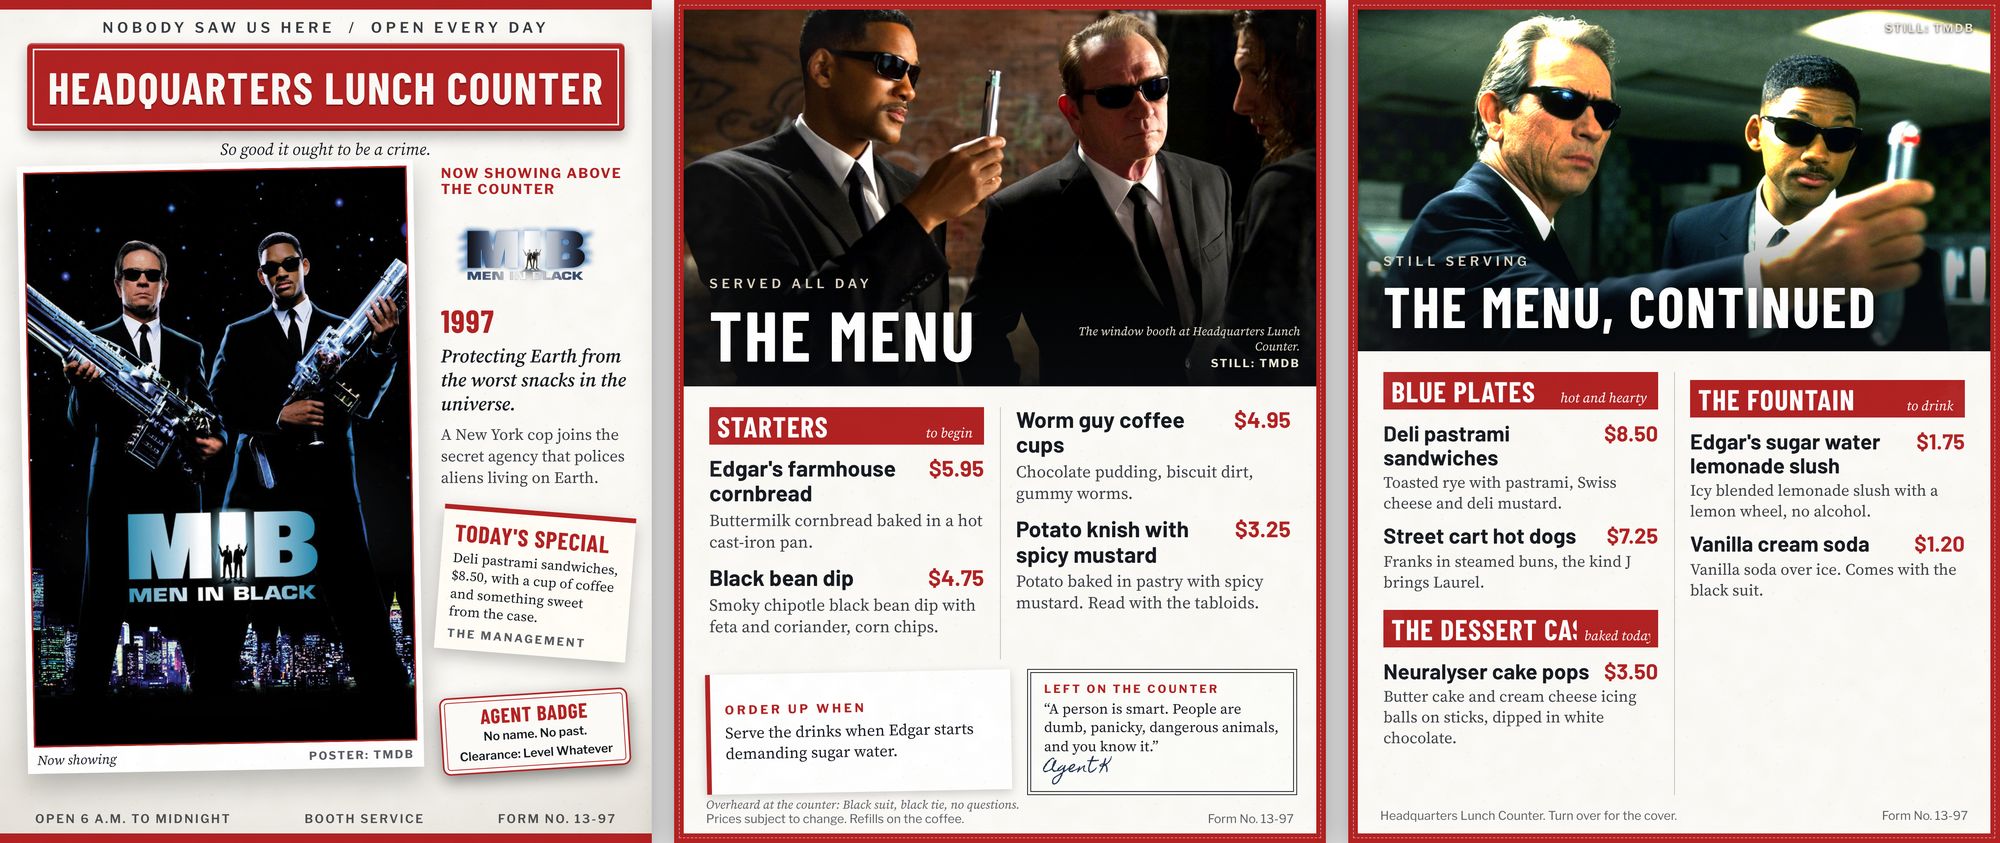 NOBODY SAW US HERE / OPEN EVERY DAY
HEADQUARTERS LUNCH COUNTER
So good it ought to be a crime.
MIB
MEN IN BLACK
Now showing
POSTER: TMDB
NOW SHOWING ABOVE
THE COUNTER
MIB
MEN IN BLACK
1997
Protecting Earth from
the worst snacks in the
universe.
A New York cop joins the
secret agency that polices
aliens living on Earth.
TODAY'S SPECIAL
Deli pastrami sandwiches,
$8.50, with a cup of coffee
and something sweet
from the case.
THE MANAGEMENT
AGENT BADGE
No name. No past.
Clearance: Level Whatever
OPEN 6 A.M. TO MIDNIGHT
BOOTH SERVICE
FORM NO. 13-97
SERVED ALL DAY
THE MENU
The window booth at Headquarters Lunch
Counter.
STILL: TMDB
STARTERS to begin
Edgar's farmhouse $5.95
cornbread
Buttermilk cornbread baked in a hot
cast-iron pan.
Black bean dip $4.75
Smoky chipotle black bean dip with
feta and coriander, corn chips.
Worm guy coffee $4.95
cups
Chocolate pudding, biscuit dirt,
gummy worms.
Potato knish with $3.25
spicy mustard
Potato baked in pastry with spicy
mustard. Read with the tabloids.
ORDER UP WHEN
Serve the drinks when Edgar starts
demanding sugar water.
LEFT ON THE COUNTER
“A person is smart. People are
dumb, panicky, dangerous animals,
and you know it.”
Agent K
Overheard at the counter: Black suit, black tie, no questions.
Prices subject to change. Refills on the coffee.
Form No. 13-97
STILL: TMDB
STILL SERVING
THE MENU, CONTINUED
BLUE PLATES hot and hearty
Deli pastrami $8.50
sandwiches
Toasted rye with pastrami, Swiss
cheese and deli mustard.
Street cart hot dogs $7.25
Franks in steamed buns, the kind J
brings Laurel.
THE DESSERT CAS baked today
Neuralyser cake pops $3.50
Butter cake and cream cheese icing
balls on sticks, dipped in white
chocolate.
THE FOUNTAIN to drink
Edgar's sugar water $1.75
lemonade slush
Icy blended lemonade slush with a
lemon wheel, no alcohol.
Vanilla cream soda $1.20
Vanilla soda over ice. Comes with the
black suit.
Headquarters Lunch Counter. Turn over for the cover.
Form No. 13-97